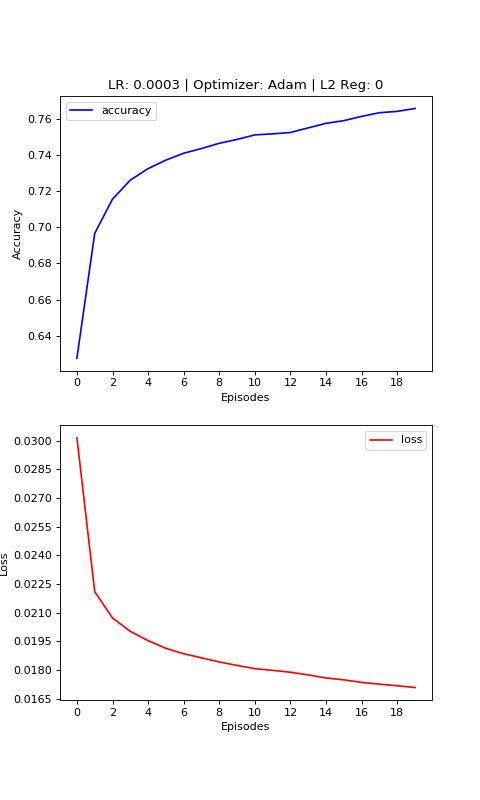 LR: 0.0003 | Optimizer: Adam | L2 Reg: 0
accuracy
0.76
0.74
0.72
0.70
0.68
0.66
0.64
Accuracy
0 2 4 6 8 10 12 14 16 18
Episodes
loss
0.0300
0.0285
0.0270
0.0255
0.0240
0.0225
0.0210
0.0195
0.0180
0.0165
Loss
0 2 4 6 8 10 12 14 16 18
Episodes